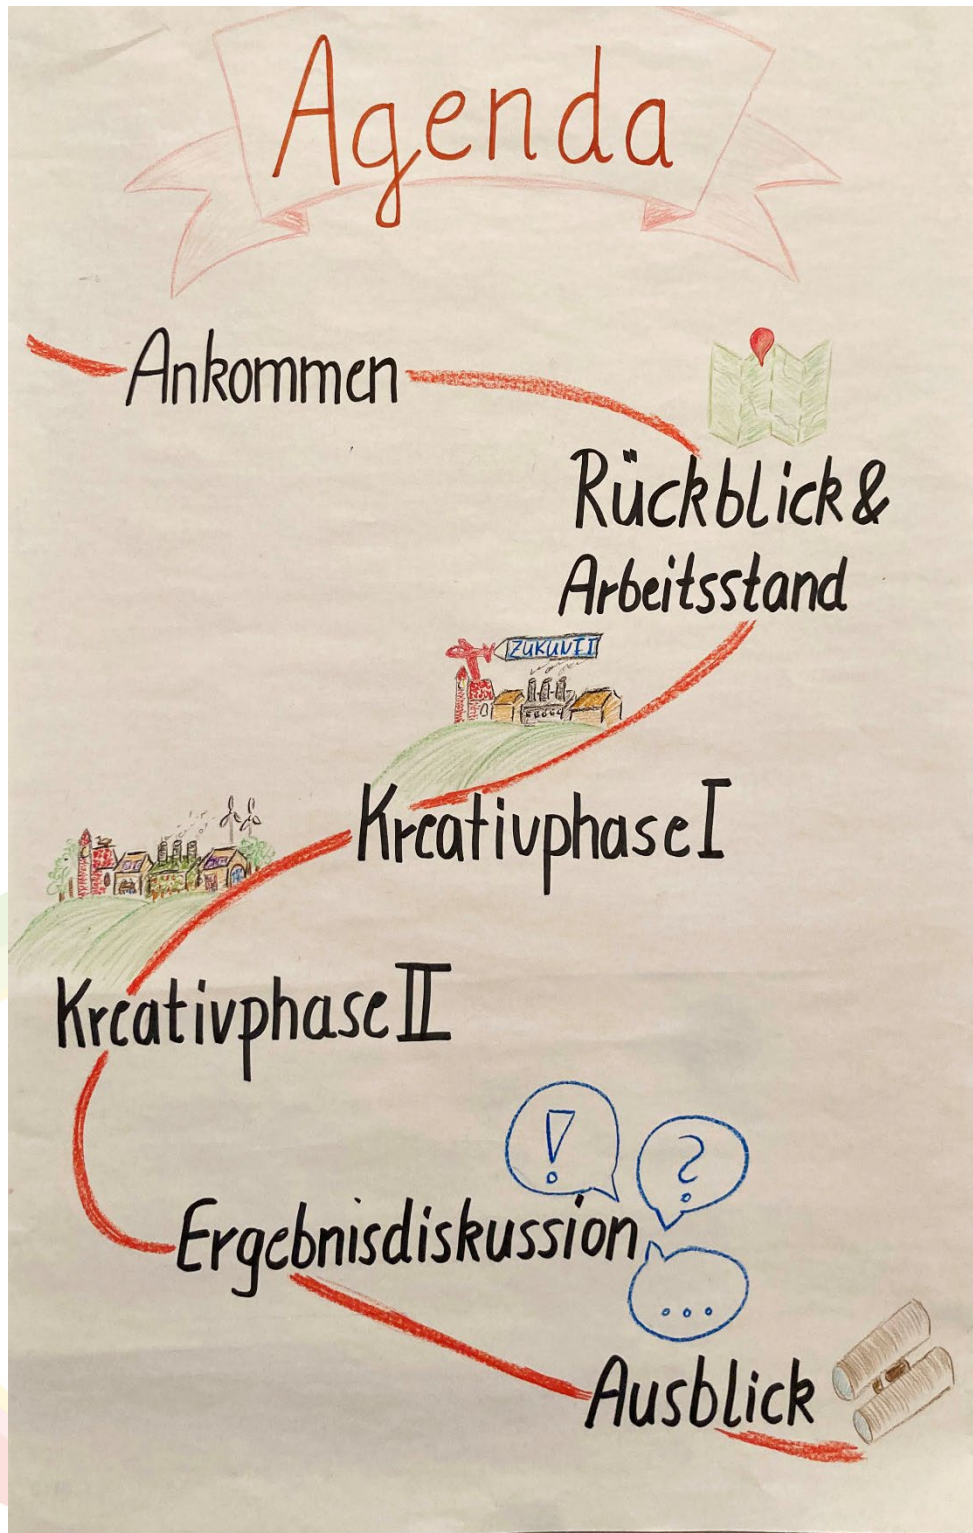 Agenda
Ankommen
Rückblick &
Arbeitsstand
ZUKUNFT
Kreativphase I
Kreativphase II
!
?
Ergebnisdiskussion
...
Ausblick